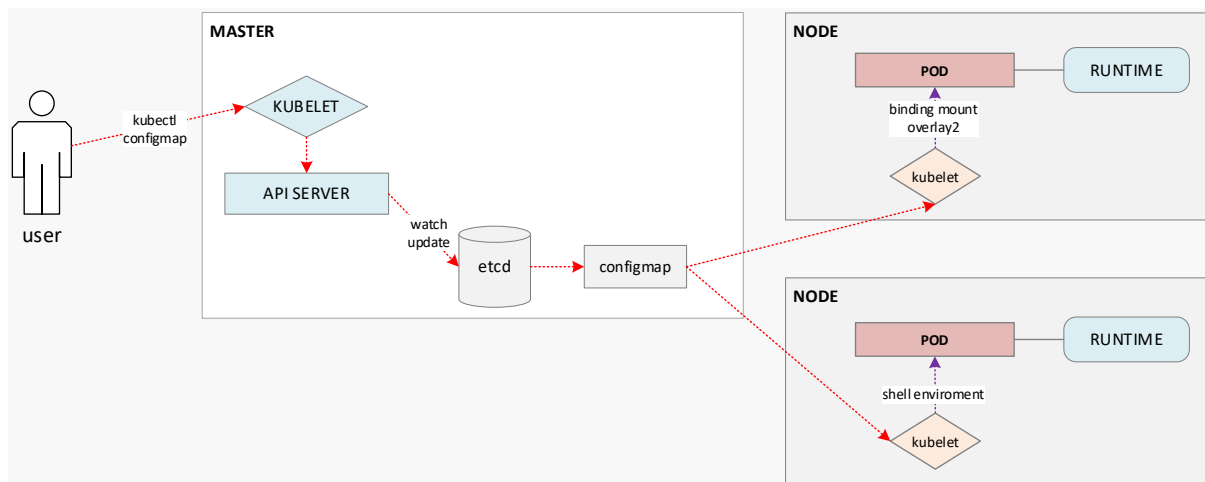 MASTER
KUBELET
kubectl
configmap
API SERVER
user
watch
update
etcd
configmap
NODE
POD
RUNTIME
binding mount
overlay2
kubelet
NODE
POD
RUNTIME
shell enviroment
kubelet